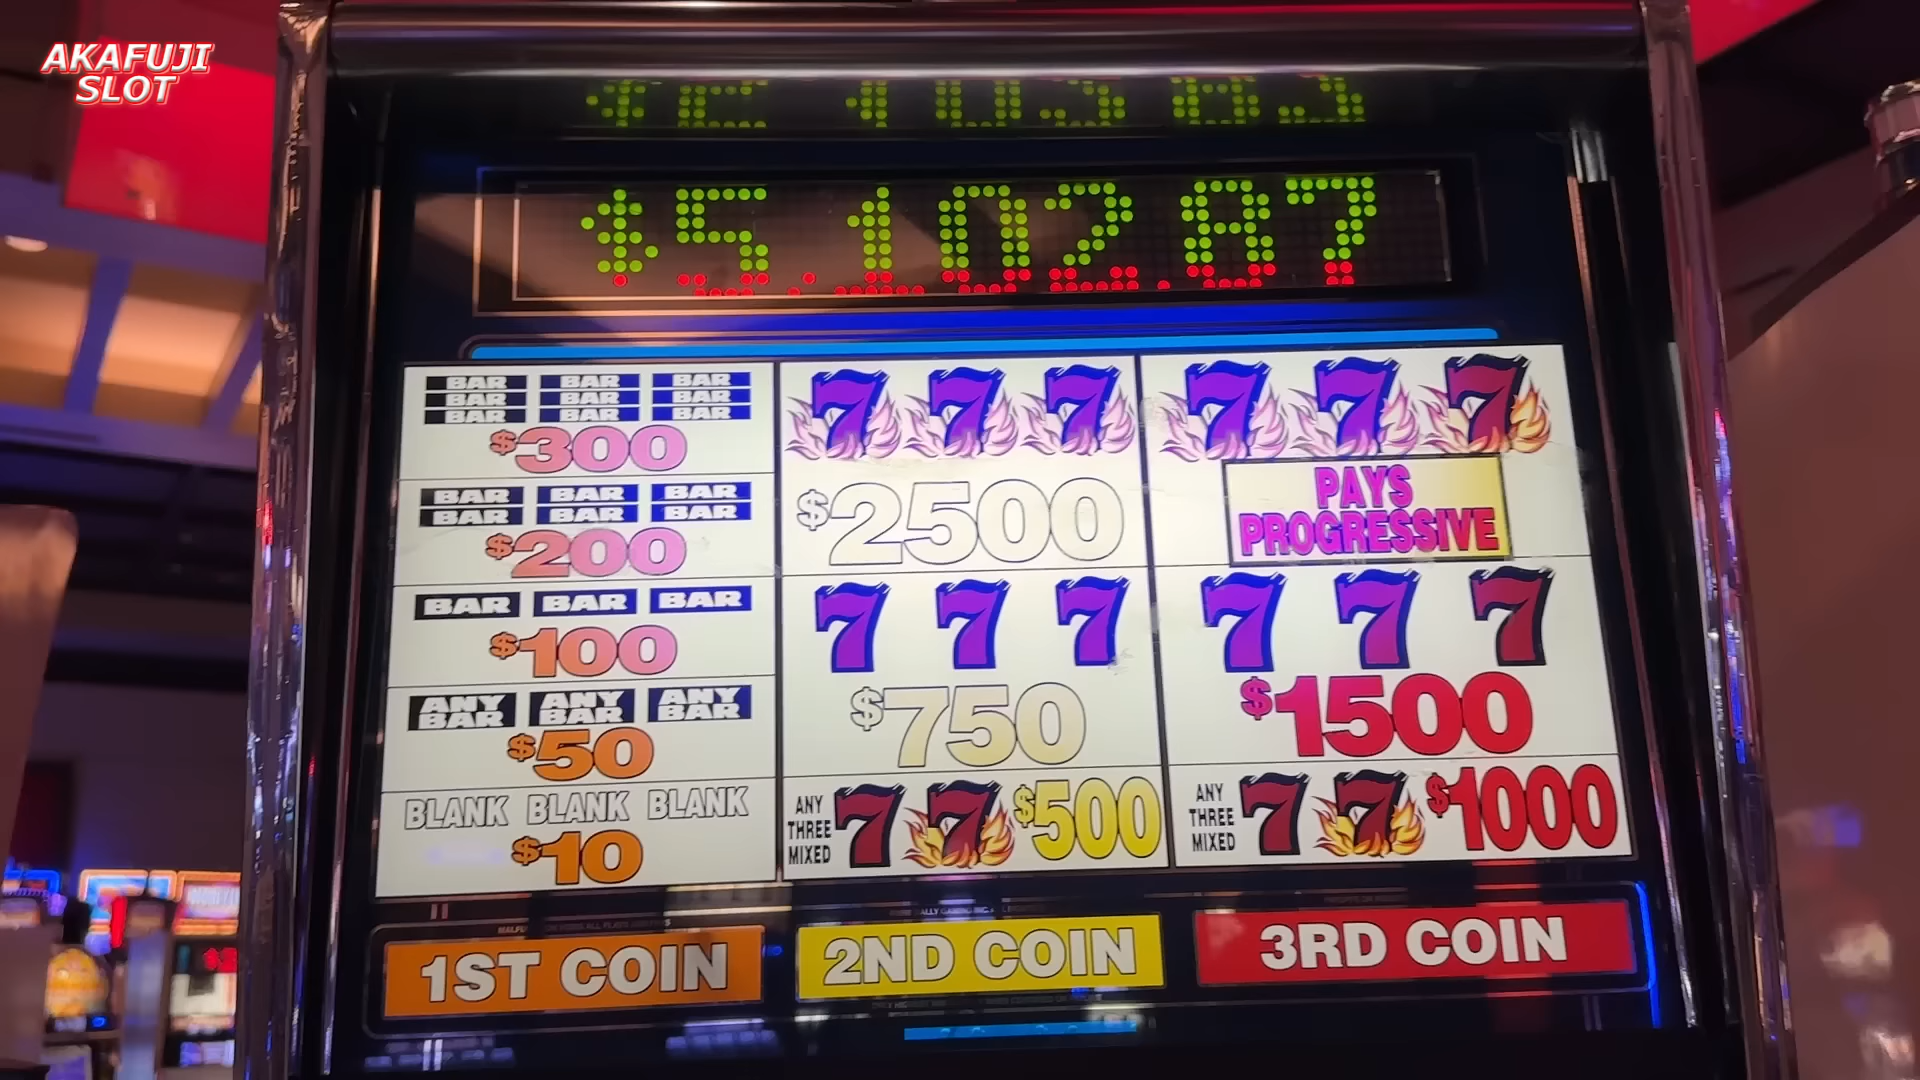 AKAFUJI
SLOT
$5,102.87
BAR BAR BAR
BAR BAR BAR
BAR BAR BAR
$300
BAR BAR BAR
BAR BAR BAR
$200
BAR BAR BAR
$100
ANY BAR ANY BAR ANY BAR
$50
BLANK BLANK BLANK
$10
7 7 7
$2500
7 7 7
$750
ANY
THREE
MIXED
7 7 $500
7 7 7
PAYS
PROGRESSIVE
7 7 7
$1500
ANY
THREE
MIXED
7 7 $1000
1ST COIN
2ND COIN
3RD COIN